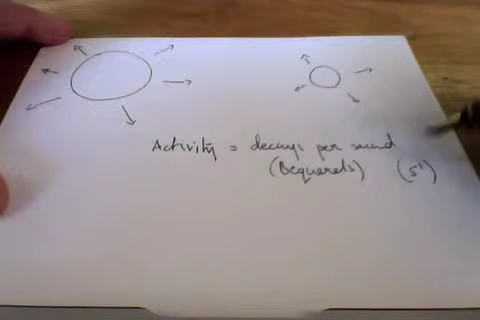 Activity = decays per second
(Bequerels) (s⁻¹)